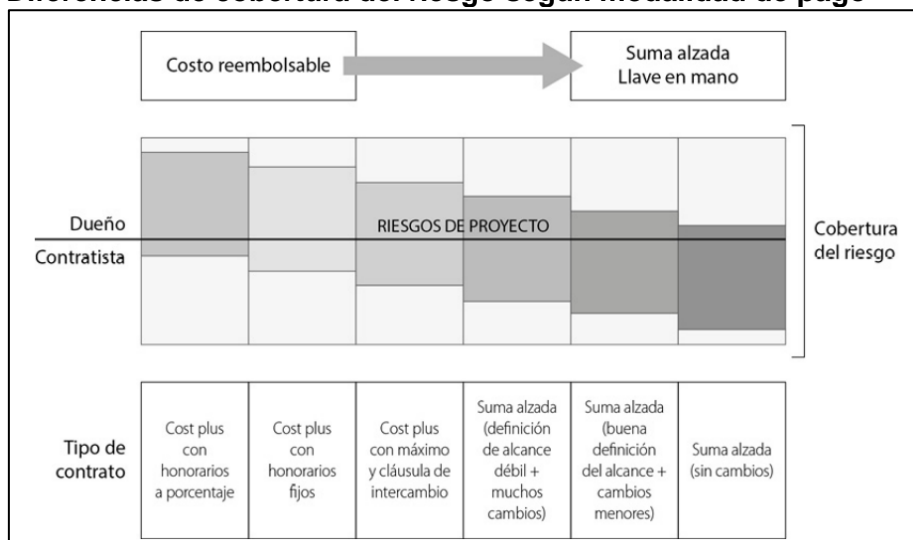 Diferencias de cobertura del riesgo según modalidad de pago
Costo reembolsable
Suma alzada
Llave en mano
Dueño
Contratista
RIESGOS DE PROYECTO
Cobertura
del riesgo
Tipo de
contrato
Cost plus
con
honorarios
a porcentaje
Cost plus
con
honorarios
fijos
Cost plus
con máximo
y cláusula de
intercambio
Suma alzada
(definición
de alcance
débil +
muchos
cambios)
Suma alzada
(buena
definición
del alcance +
cambios
menores)
Suma alzada
(sin cambios)